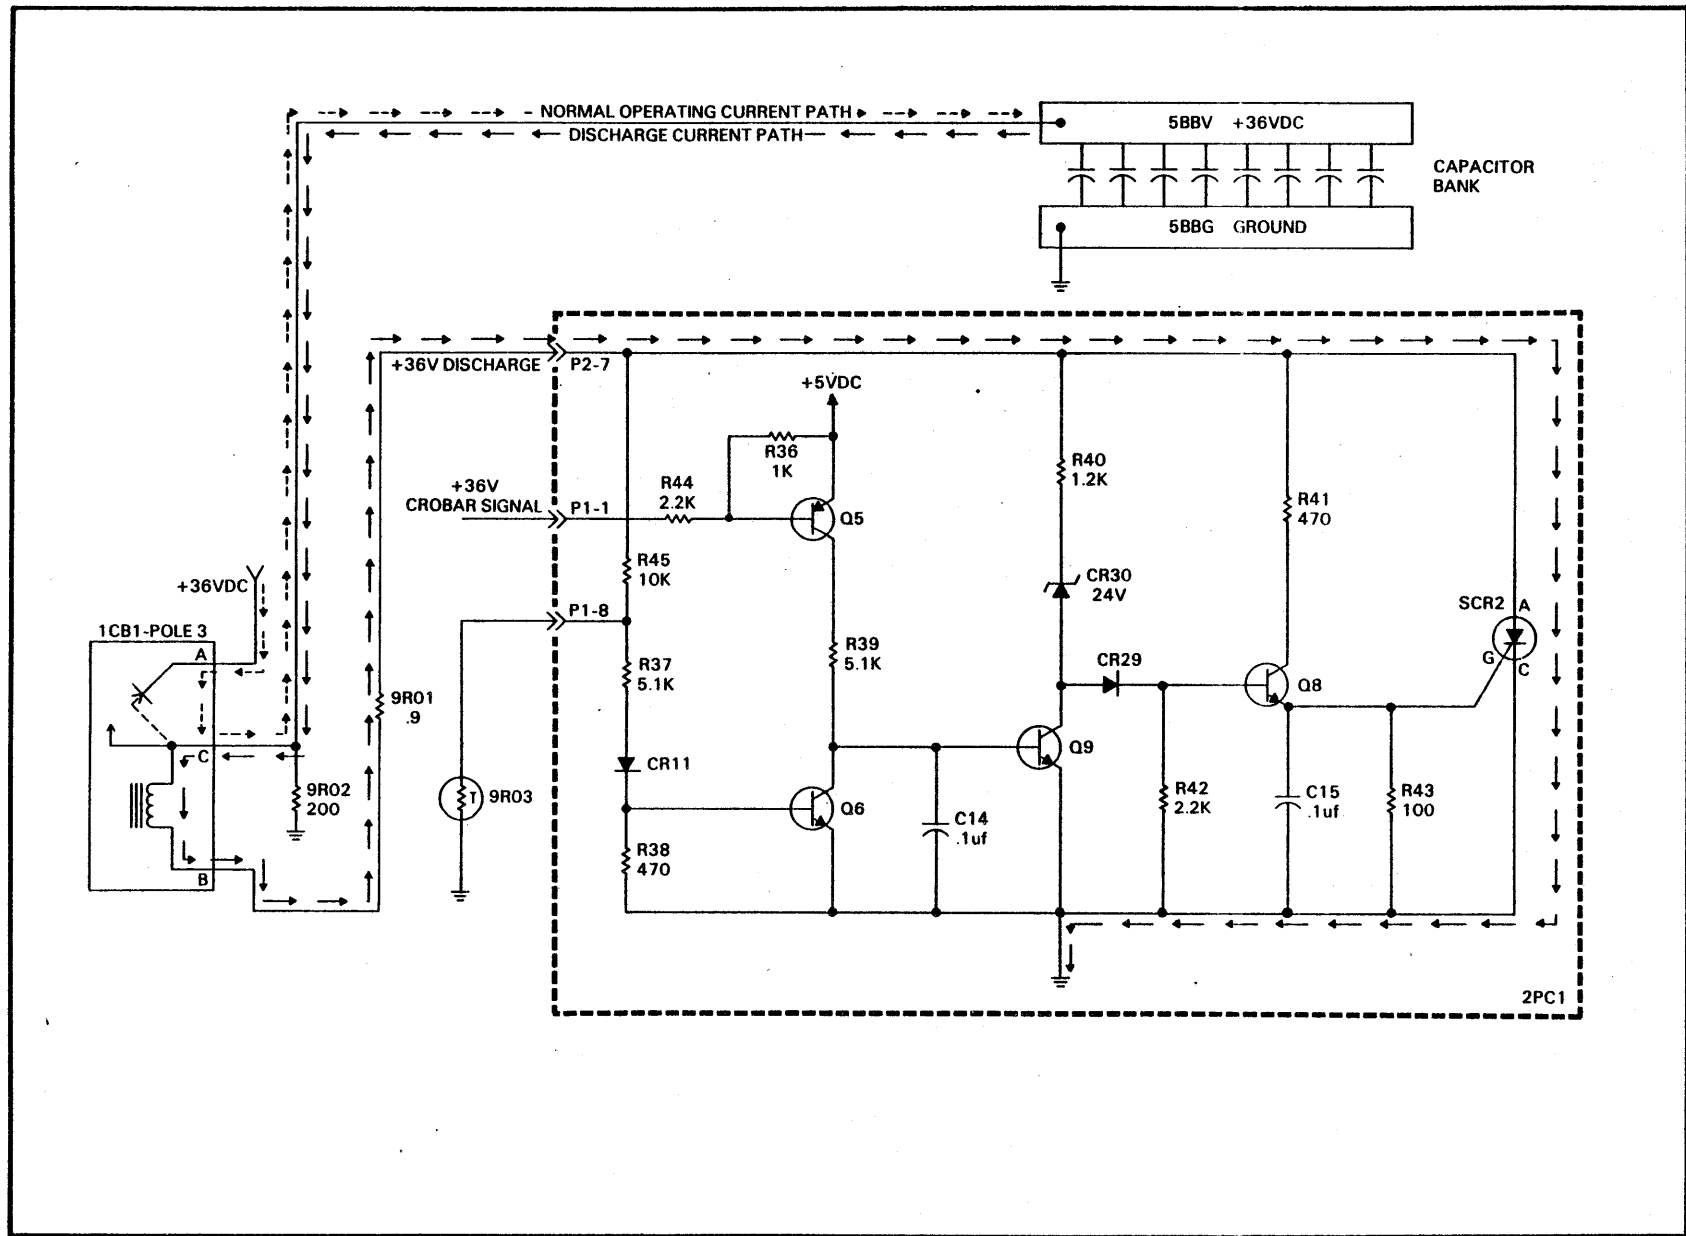 NORMAL OPERATING CURRENT PATH
DISCHARGE CURRENT PATH
5BBV +36VDC
CAPACITOR
BANK
5BBG GROUND
+36V DISCHARGE
P2-7
+5VDC
R36
1K
R40
1.2K
R44
2.2K
+36V
CROBAR SIGNAL
P1-1
Q5
R41
470
R45
10K
CR30
24V
+36VDC
P1-8
SCR2
A
G
C
1CB1-POLE 3
A
R39
5.1K
R37
5.1K
CR29
Q8
9R01
.9
C
CR11
Q9
9R02
200
T
9R03
Q6
R42
2.2K
C15
.1uf
R43
100
C14
.1uf
R38
470
B
2PC1